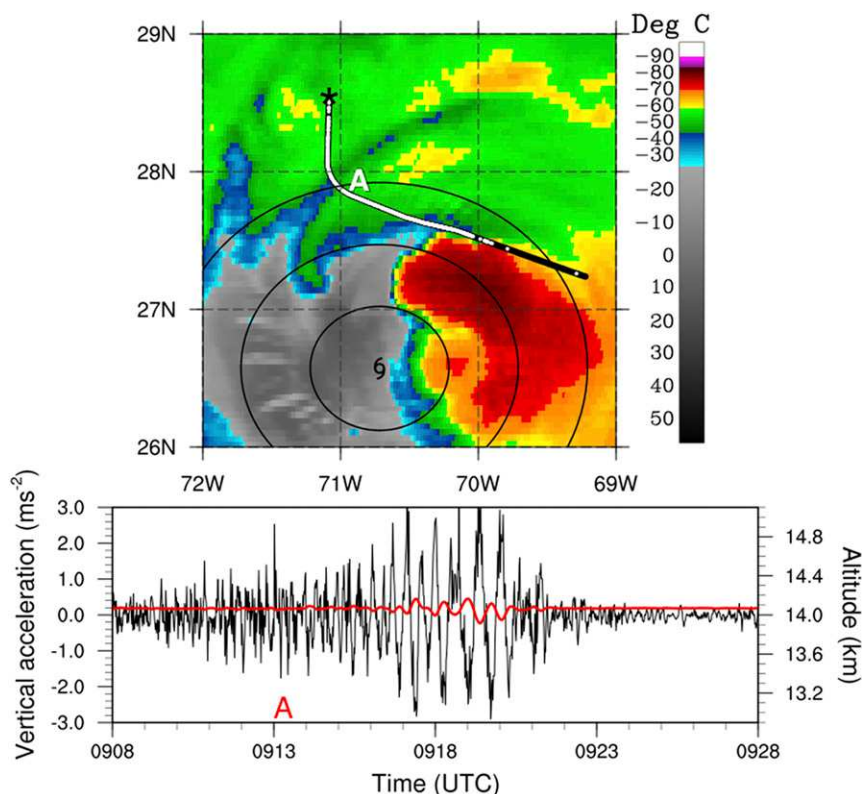 Deg C
29N
28N
27N
26N
72W 71W 70W 69W
A
-90
-80
-70
-60
-50
-40
-30
-20
-10
0
10
20
30
40
50
Vertical acceleration (ms-2)
3.0
2.0
1.0
0.0
-1.0
-2.0
-3.0
A
14.8
14.4
14.0
13.6
13.2
Altitude (km)
0908 0913 0918 0923 0928
Time (UTC)